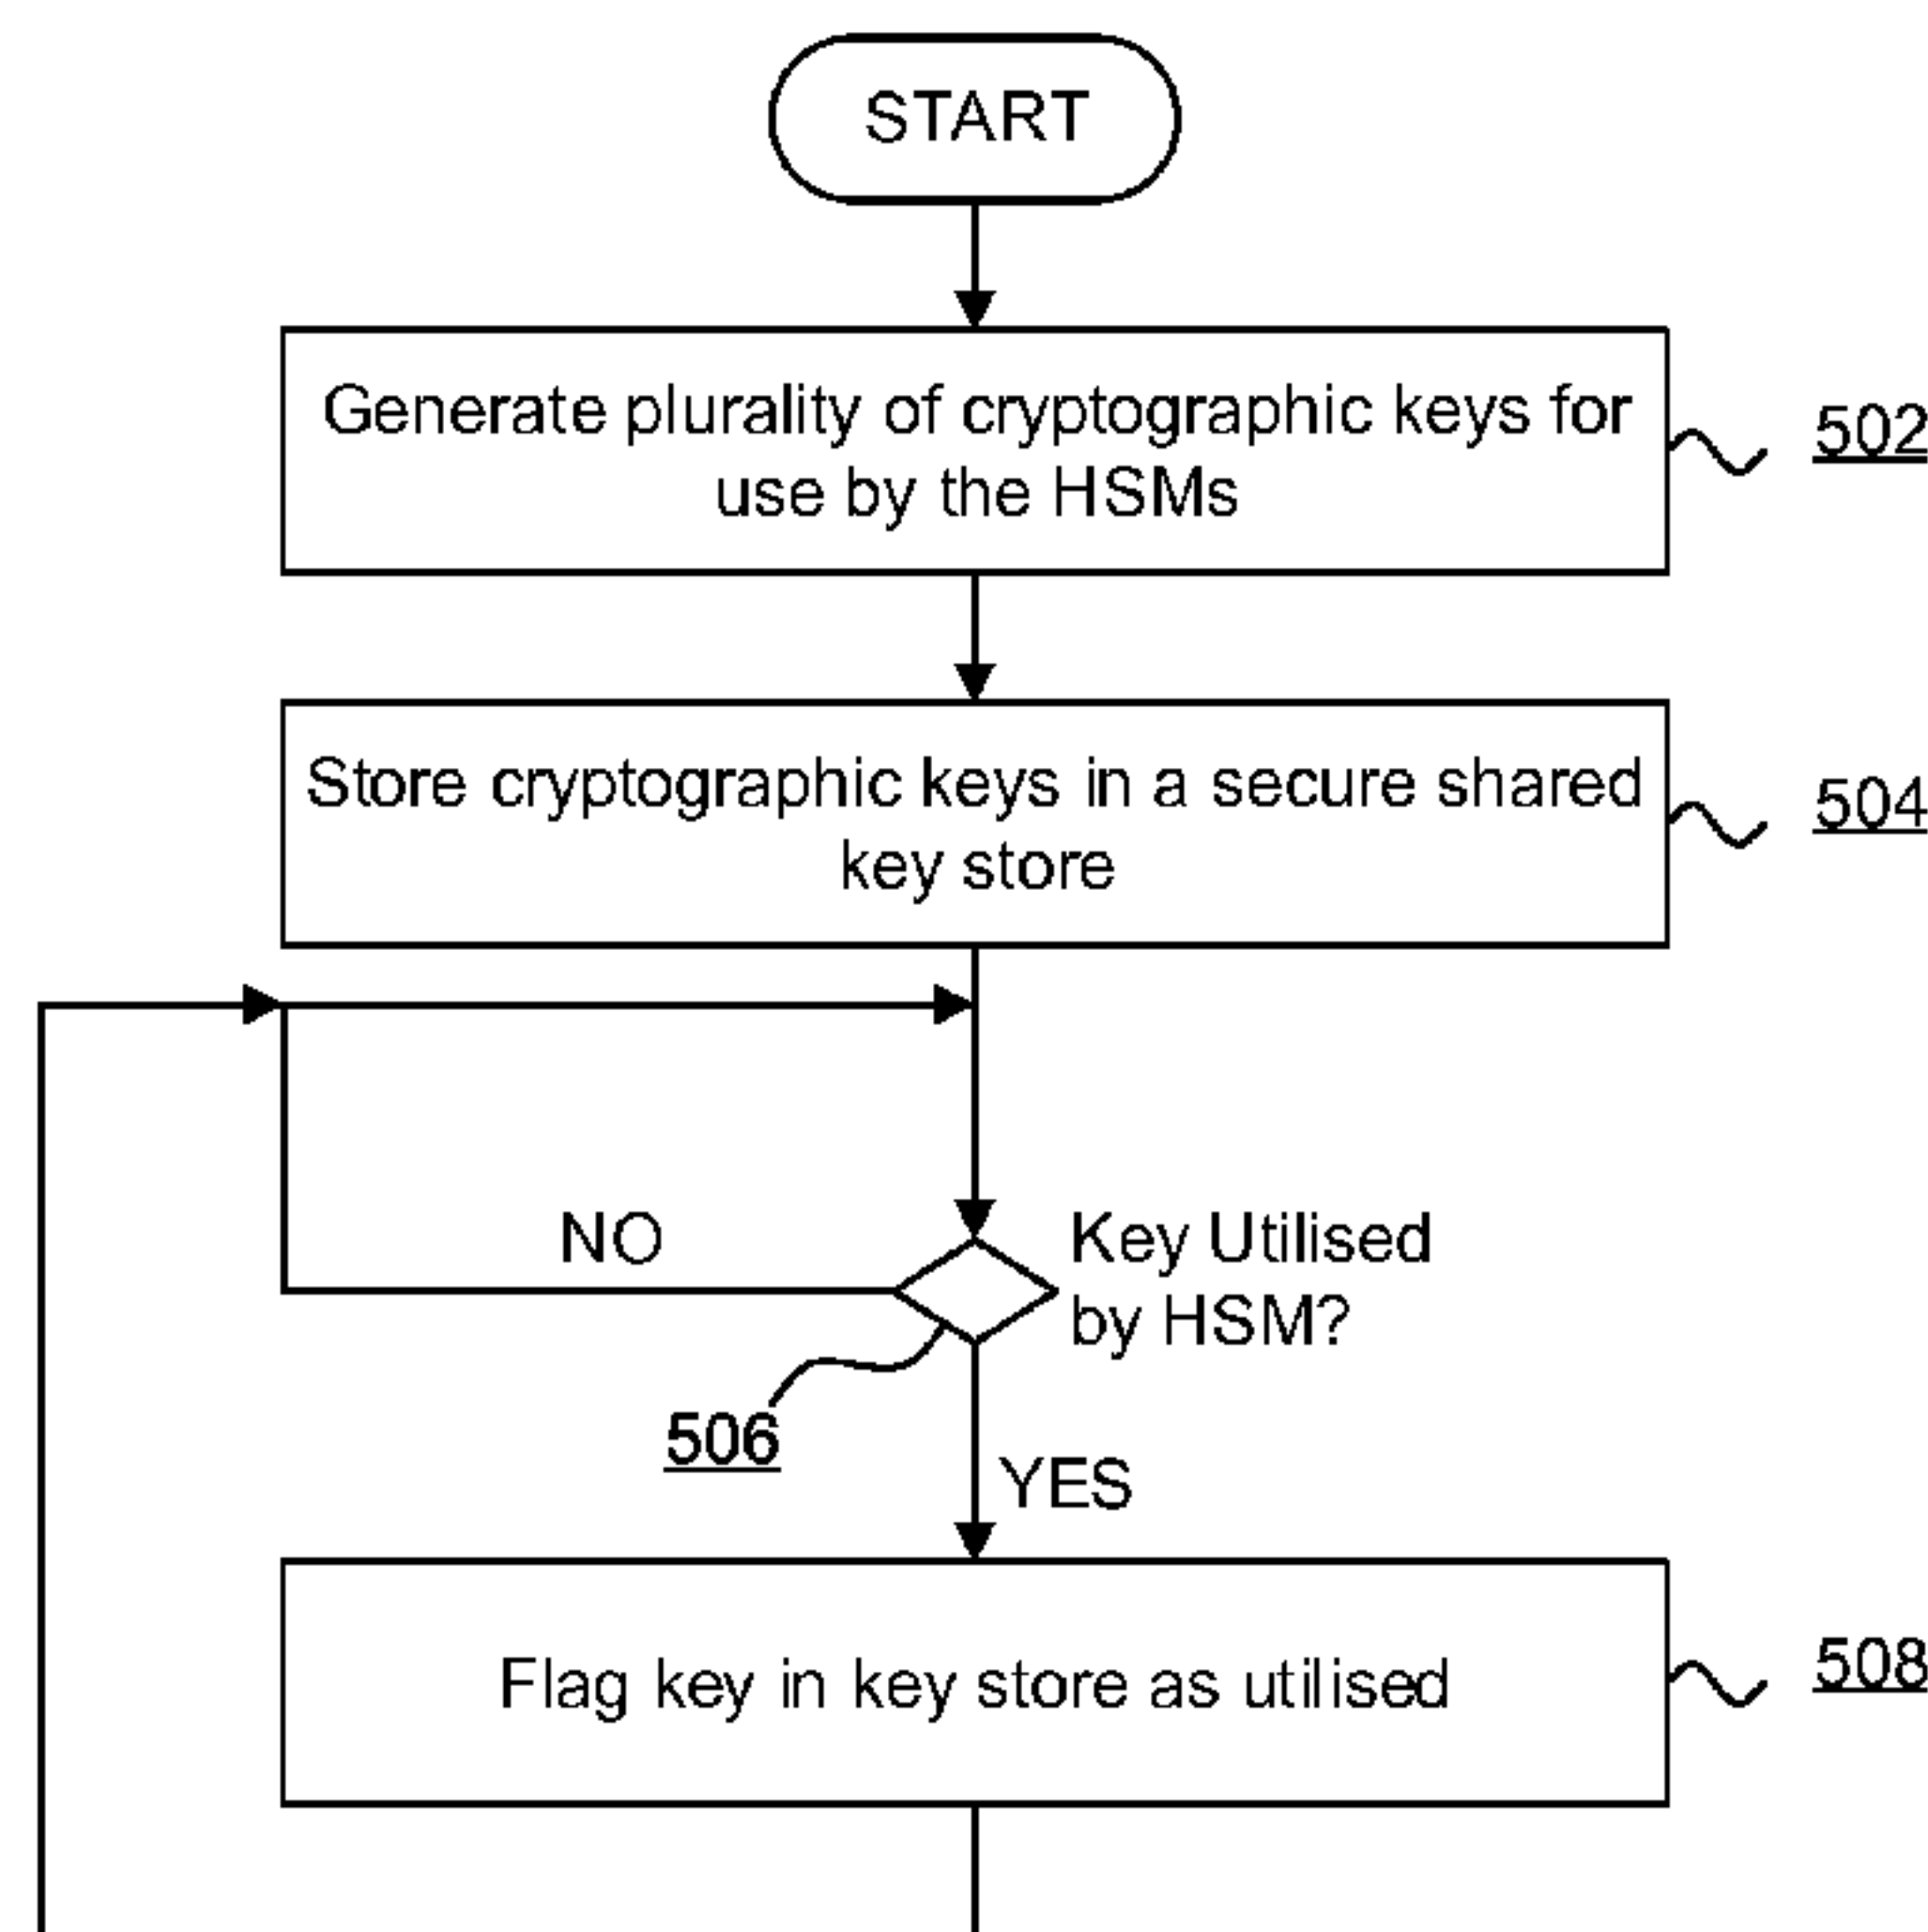 START
Generate plurality of cryptographic keys for
use by the HSMs
502
Store cryptographic keys in a secure shared
key store
504
NO
Key Utilised
by HSM?
506
YES
Flag key in key store as utilised
508